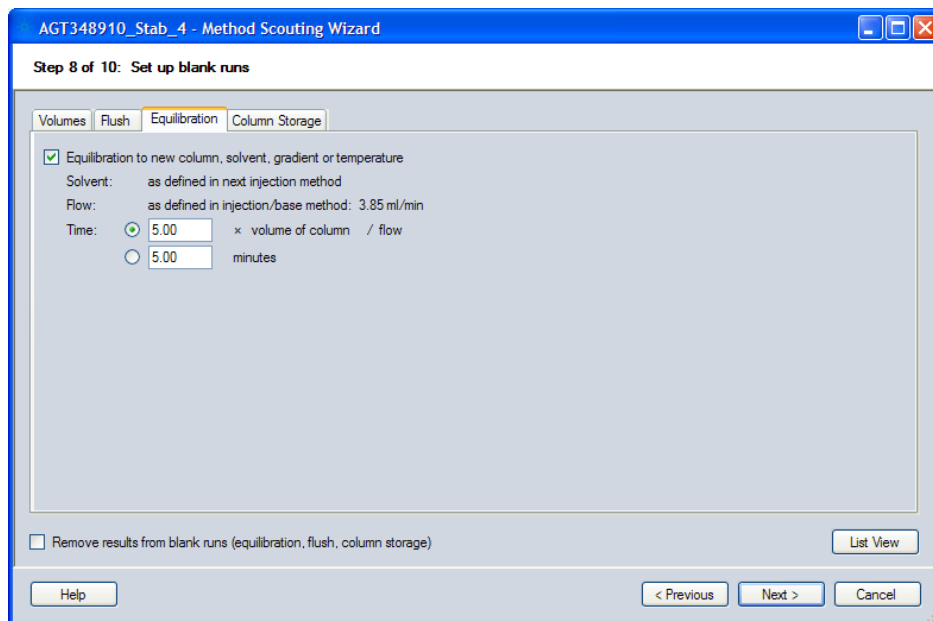 AGT348910_Stab_4 - Method Scouting Wizard
Step 8 of 10: Set up blank runs
Volumes Flush Equilibration Column Storage
Equilibration to new column, solvent, gradient or temperature
Solvent: as defined in next injection method
Flow: as defined in injection/base method: 3.85 ml/min
Time: 5.00 × volume of column / flow
5.00 minutes
Remove results from blank runs (equilibration, flush, column storage) List View
Help < Previous Next > Cancel